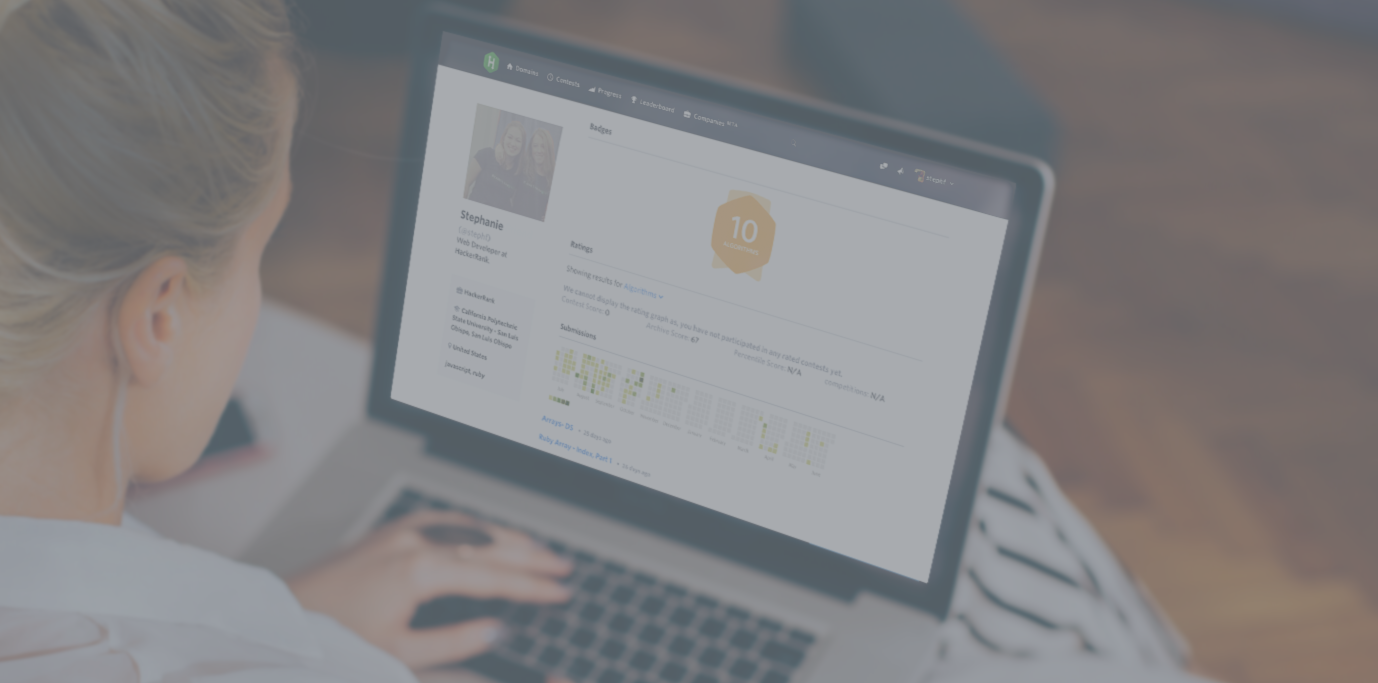 H
Domains Contests Progress Leaderboard Companies BETA
Badges
10
Stephanie
Web Developer at
HackerRank.
Ratings
Showing results for Algorithms
We cannot display the rating graph as, you have not participated in any rated contests yet.
Contest Score: 0 Archive Score: 67 Percentile Score: N/A competitions: N/A
HackerRank
California Polytechnic
State University - San Luis
Obispo, San Luis Obispo
United States
javascript, ruby
Submissions
Ruby Array - Index, Part 1